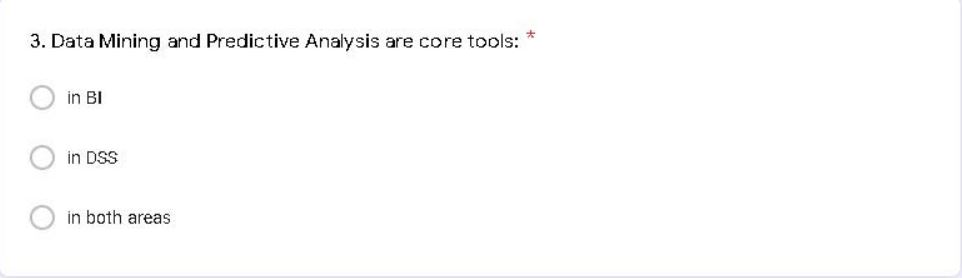 3. Data Mining and Predictive Analysis are core tools: *
in BI
in DSS
in both areas